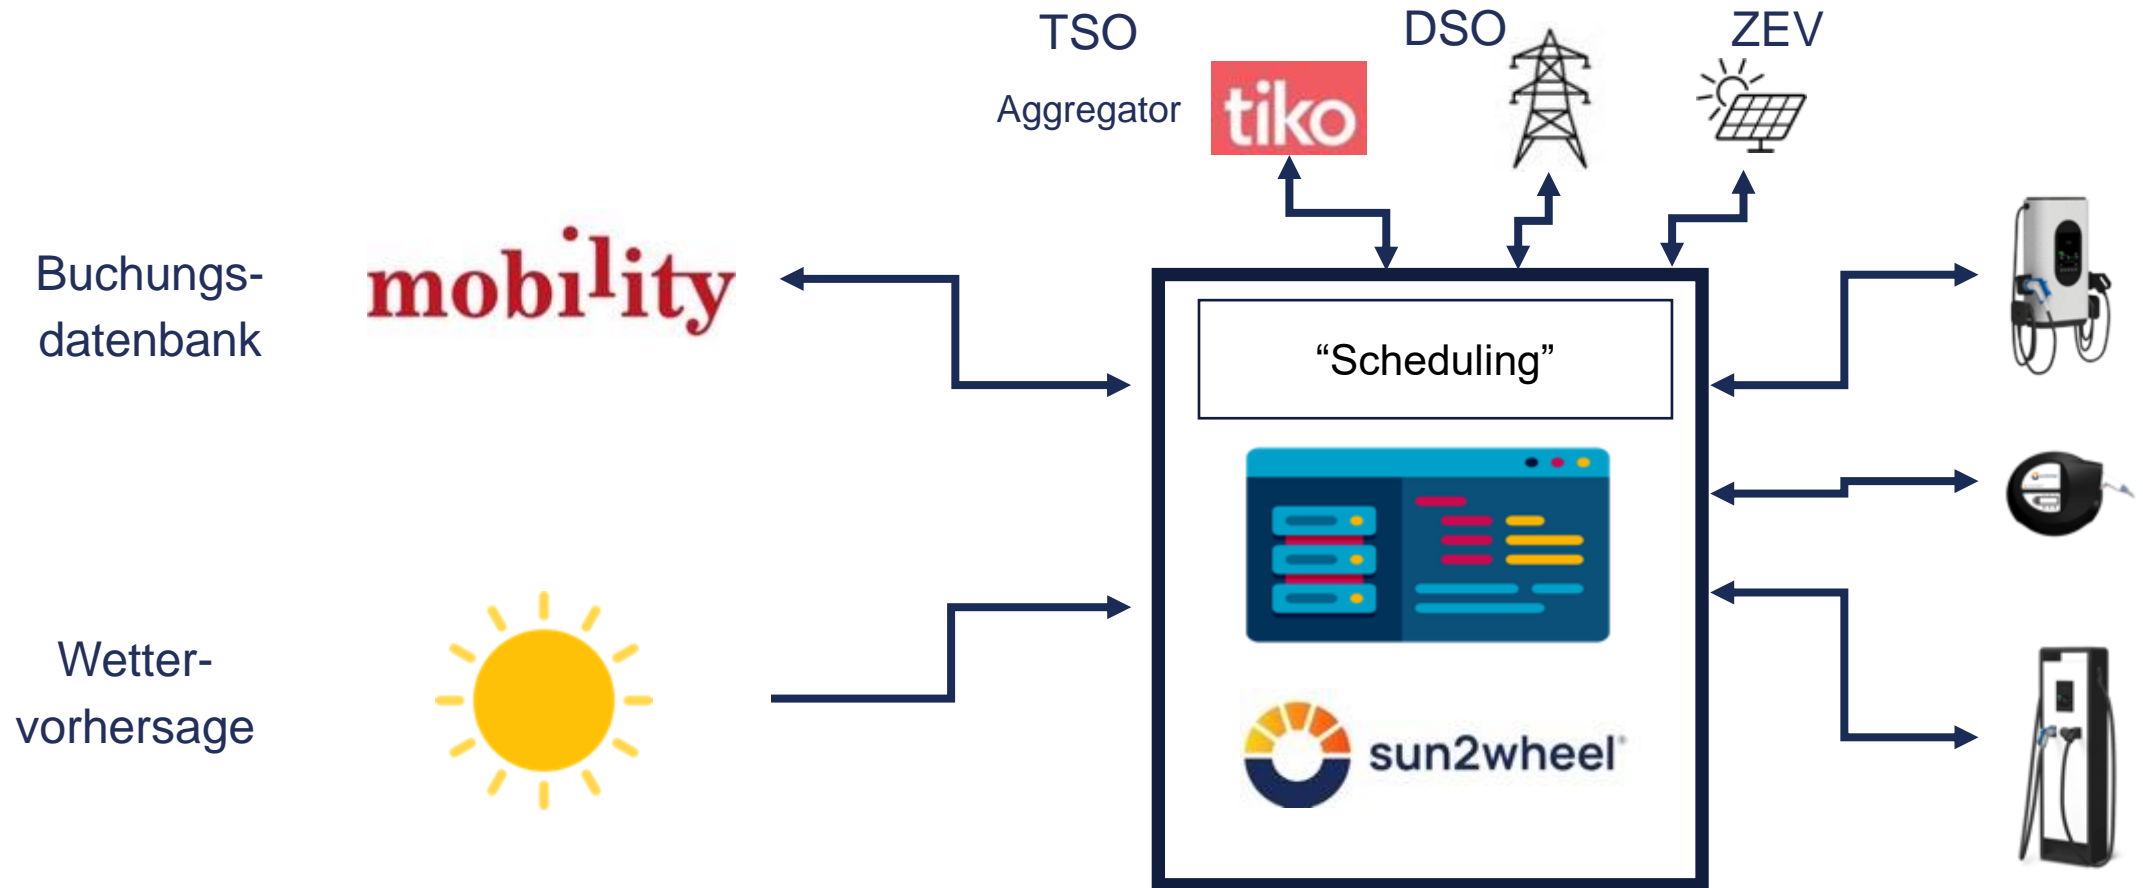 TSO
DSO
ZEV
Aggregator
tiko
Buchungs-
datenbank
mobility
“Scheduling”
Wetter-
vorhersage
sun2wheel